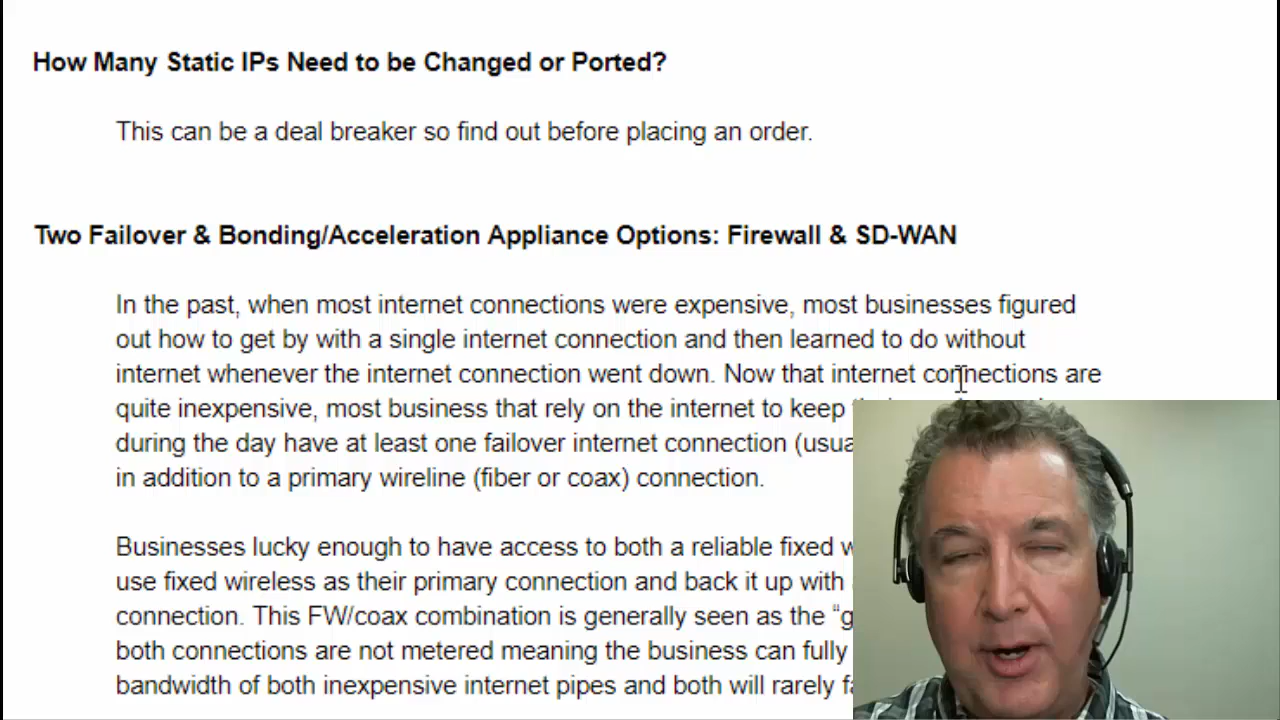 How Many Static IPs Need to be Changed or Ported?
This can be a deal breaker so find out before placing an order.
Two Failover & Bonding/Acceleration Appliance Options: Firewall & SD-WAN
In the past, when most internet connections were expensive, most businesses figured
out how to get by with a single internet connection and then learned to do without
internet whenever the internet connection went down. Now that internet connections are
quite inexpensive, most business that rely on the internet to keep
during the day have at least one failover internet connection
in addition to a primary wireline (fiber or coax) connection.
Businesses lucky enough to have access to both a reliable fixed
use fixed wireless as their primary connection and back it up with
connection. This FW/coax combination is generally seen as the
both connections are not metered meaning the business can fully
bandwidth of both inexpensive internet pipes and both will rarely